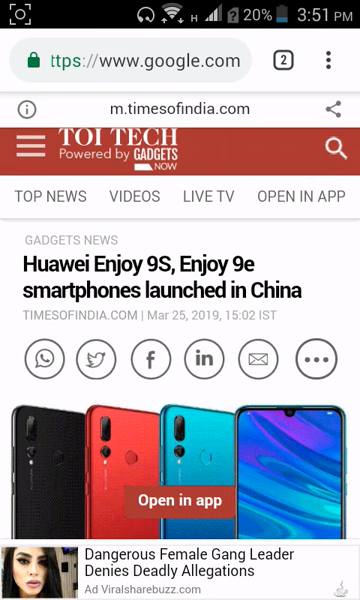 H
20%
3:51 PM
ttps://www.google.com
2
m.timesofindia.com
TOI TECH
Powered by GADGETS
NOW
TOP NEWS VIDEOS LIVE TV OPEN IN APP
GADGETS NEWS
Huawei Enjoy 9S, Enjoy 9e
smartphones launched in China
TIMESOFINDIA.COM | Mar 25, 2019, 15:02 IST
in
Open in app
Dangerous Female Gang Leader
Denies Deadly Allegations
Ad Viralsharebuzz.com/